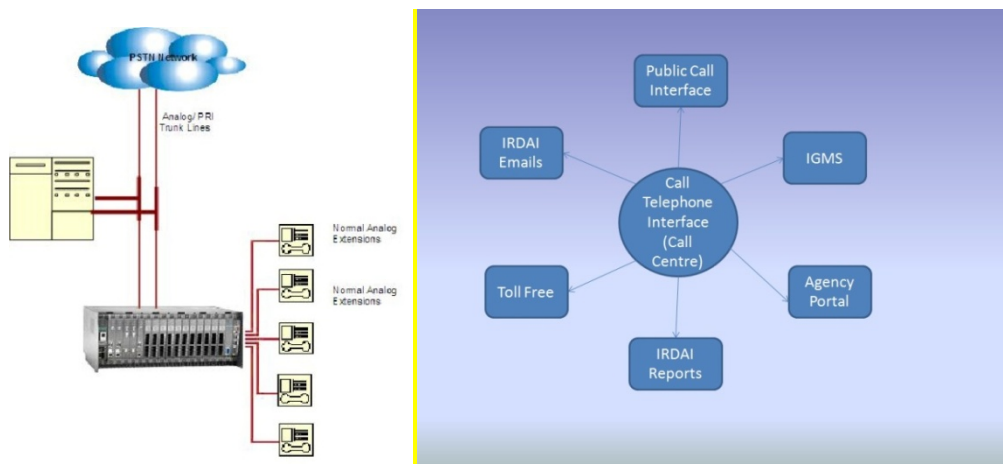 PSTN Network
Analog/ PRI
Trunk Lines
Normal Analog
Extensions
Normal Analog
Extensions
Public Call
Interface
IRDAI
Emails
IGMS
Call
Telephone
Interface
(Call
Centre)
Toll Free
Agency
Portal
IRDAI
Reports